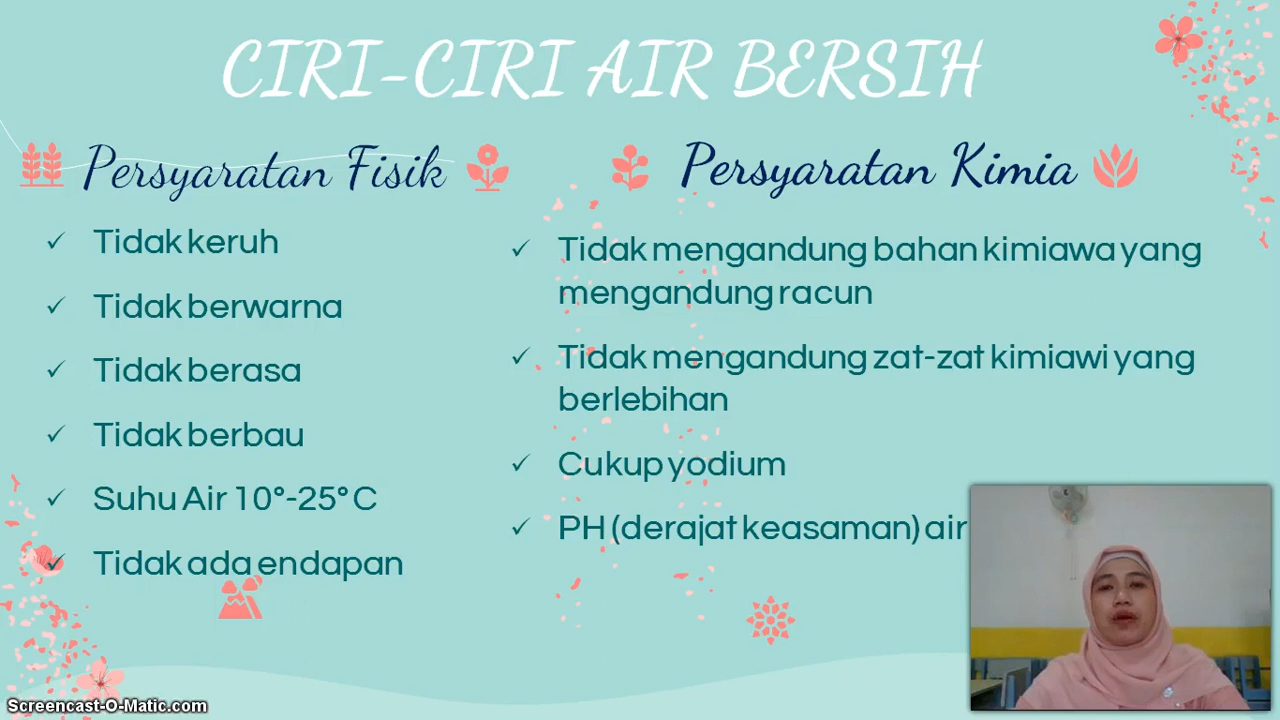 CIRI-CIRI AIR BERSIH
Persyaratan Fisik
Tidak keruh
Tidak berwarna
Tidak berasa
Tidak berbau
Suhu Air 10°-25° C
Tidak ada endapan
Persyaratan Kimia
Tidak mengandung bahan kimiawa yang
mengandung racun
Tidak mengandung zat-zat kimiawi yang
berlebihan
Cukup yodium
PH (derajat keasaman) air
Screencast-O-Matic.com